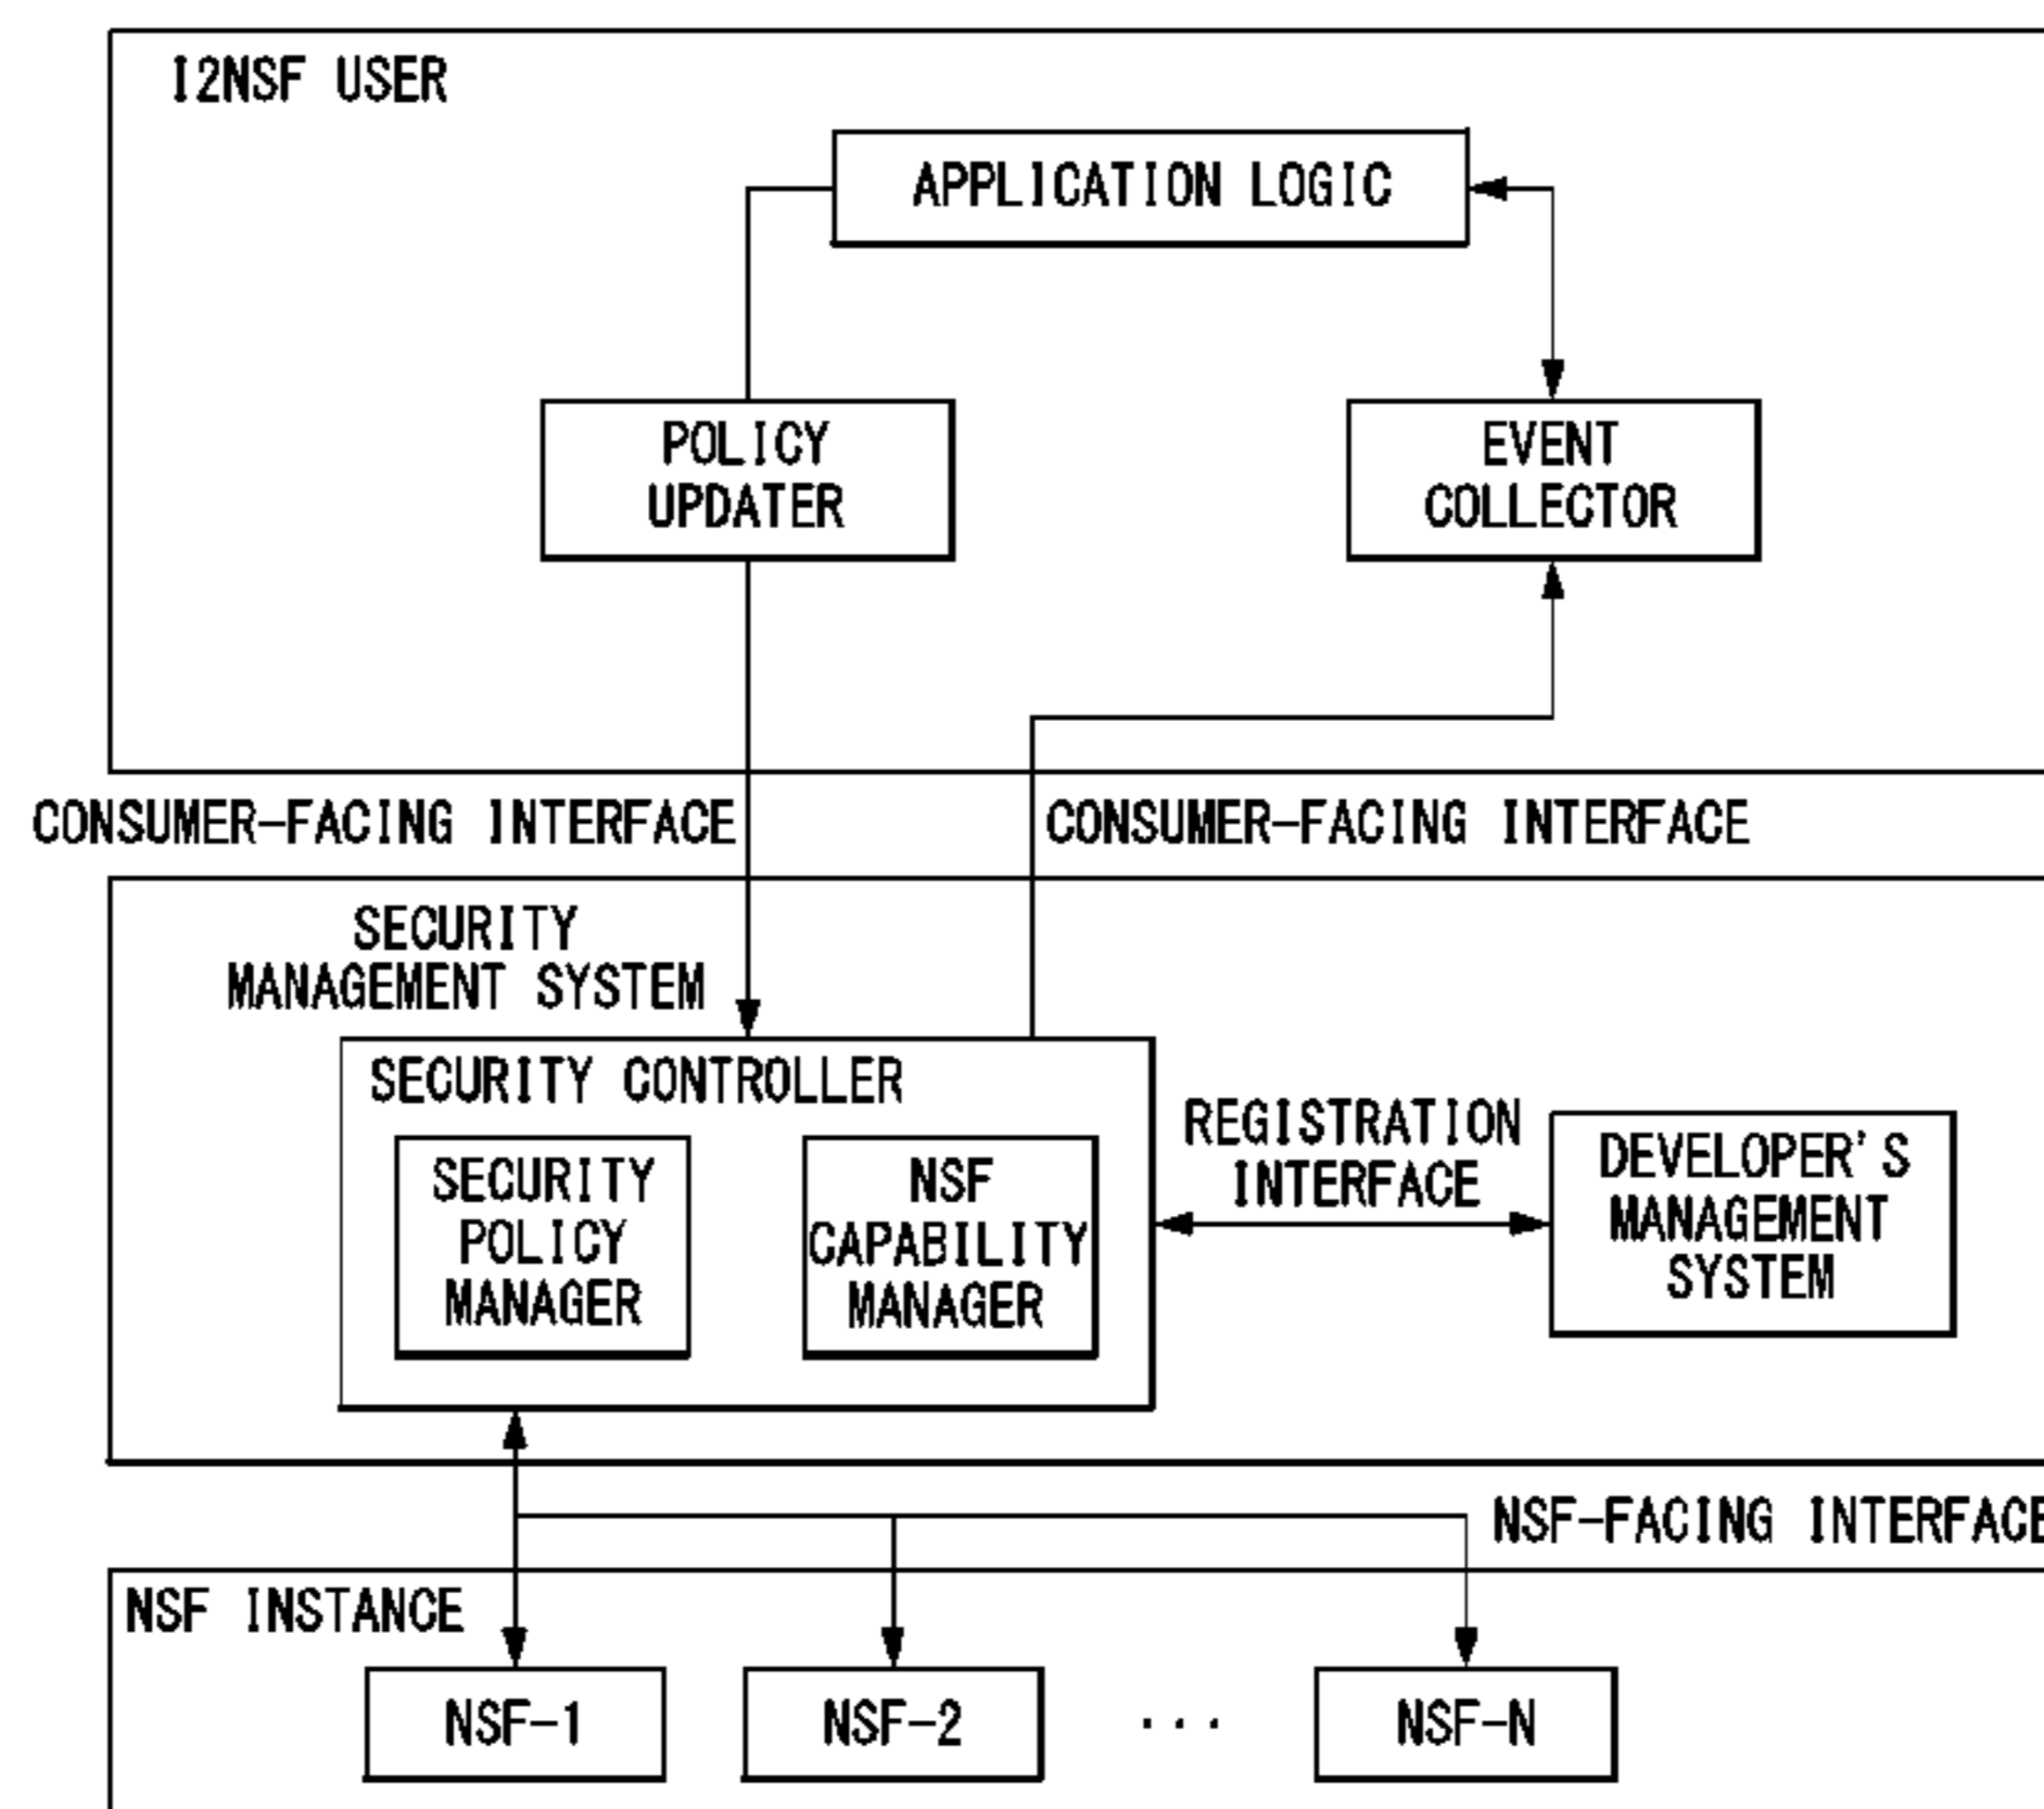 I2NSF USER
APPLICATION LOGIC
POLICY
UPDATER
EVENT
COLLECTOR
CONSUMER-FACING INTERFACE
CONSUMER-FACING INTERFACE
SECURITY
MANAGEMENT SYSTEM
SECURITY CONTROLLER
SECURITY
POLICY
MANAGER
NSF
CAPABILITY
MANAGER
REGISTRATION
INTERFACE
DEVELOPER'S
MANAGEMENT
SYSTEM
NSF-FACING INTERFACE
NSF INSTANCE
NSF-1
NSF-2
...
NSF-N